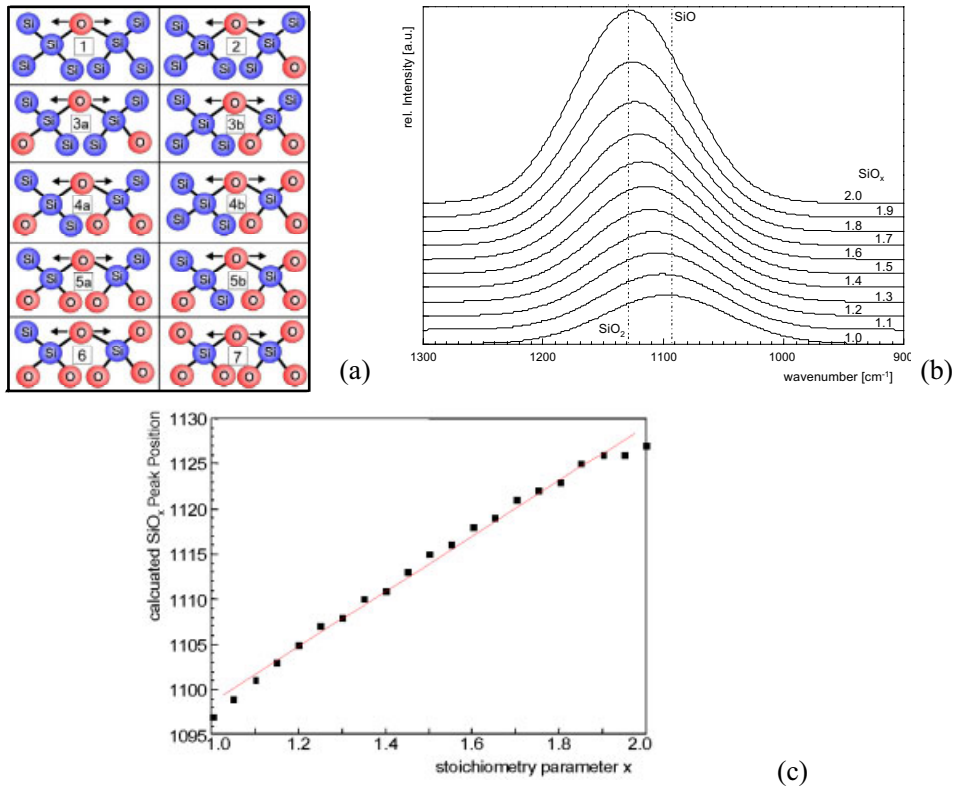 Si O Si Si O Si
Si 1 Si Si 2 Si
Si Si Si Si Si Si Si O
Si O Si Si O Si
Si 3a Si Si 3b Si
O Si Si O Si Si O O
Si O Si Si O O
Si 4a Si Si 4b Si
O Si O O Si Si O O
Si O Si Si O O
Si 5a Si Si 5b Si
O O O O O Si O O
Si O O O O O
Si 6 Si Si 7 Si
O O O O O O O O
(a)
rel. Intensity [a.u.]
SiO
SiOx
2.0
1.9
1.8
1.7
1.6
1.5
1.4
1.3
1.2
1.1
1.0
SiO2
1300 1200 1100 1000 900
wavenumber [cm-1]
(b)
calcuated SiOx Peak Position
1130
1125
1120
1115
1110
1105
1100
1095
1.0 1.2 1.4 1.6 1.8 2.0
stoichiometry parameter x
(c)